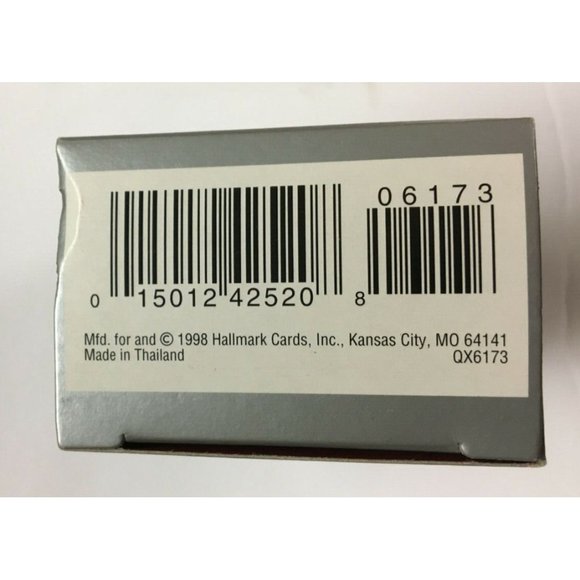 06173
0 15012 42520 8
Mfd. for and © 1998 Hallmark Cards, Inc., Kansas City, MO 64141
Made in Thailand QX6173